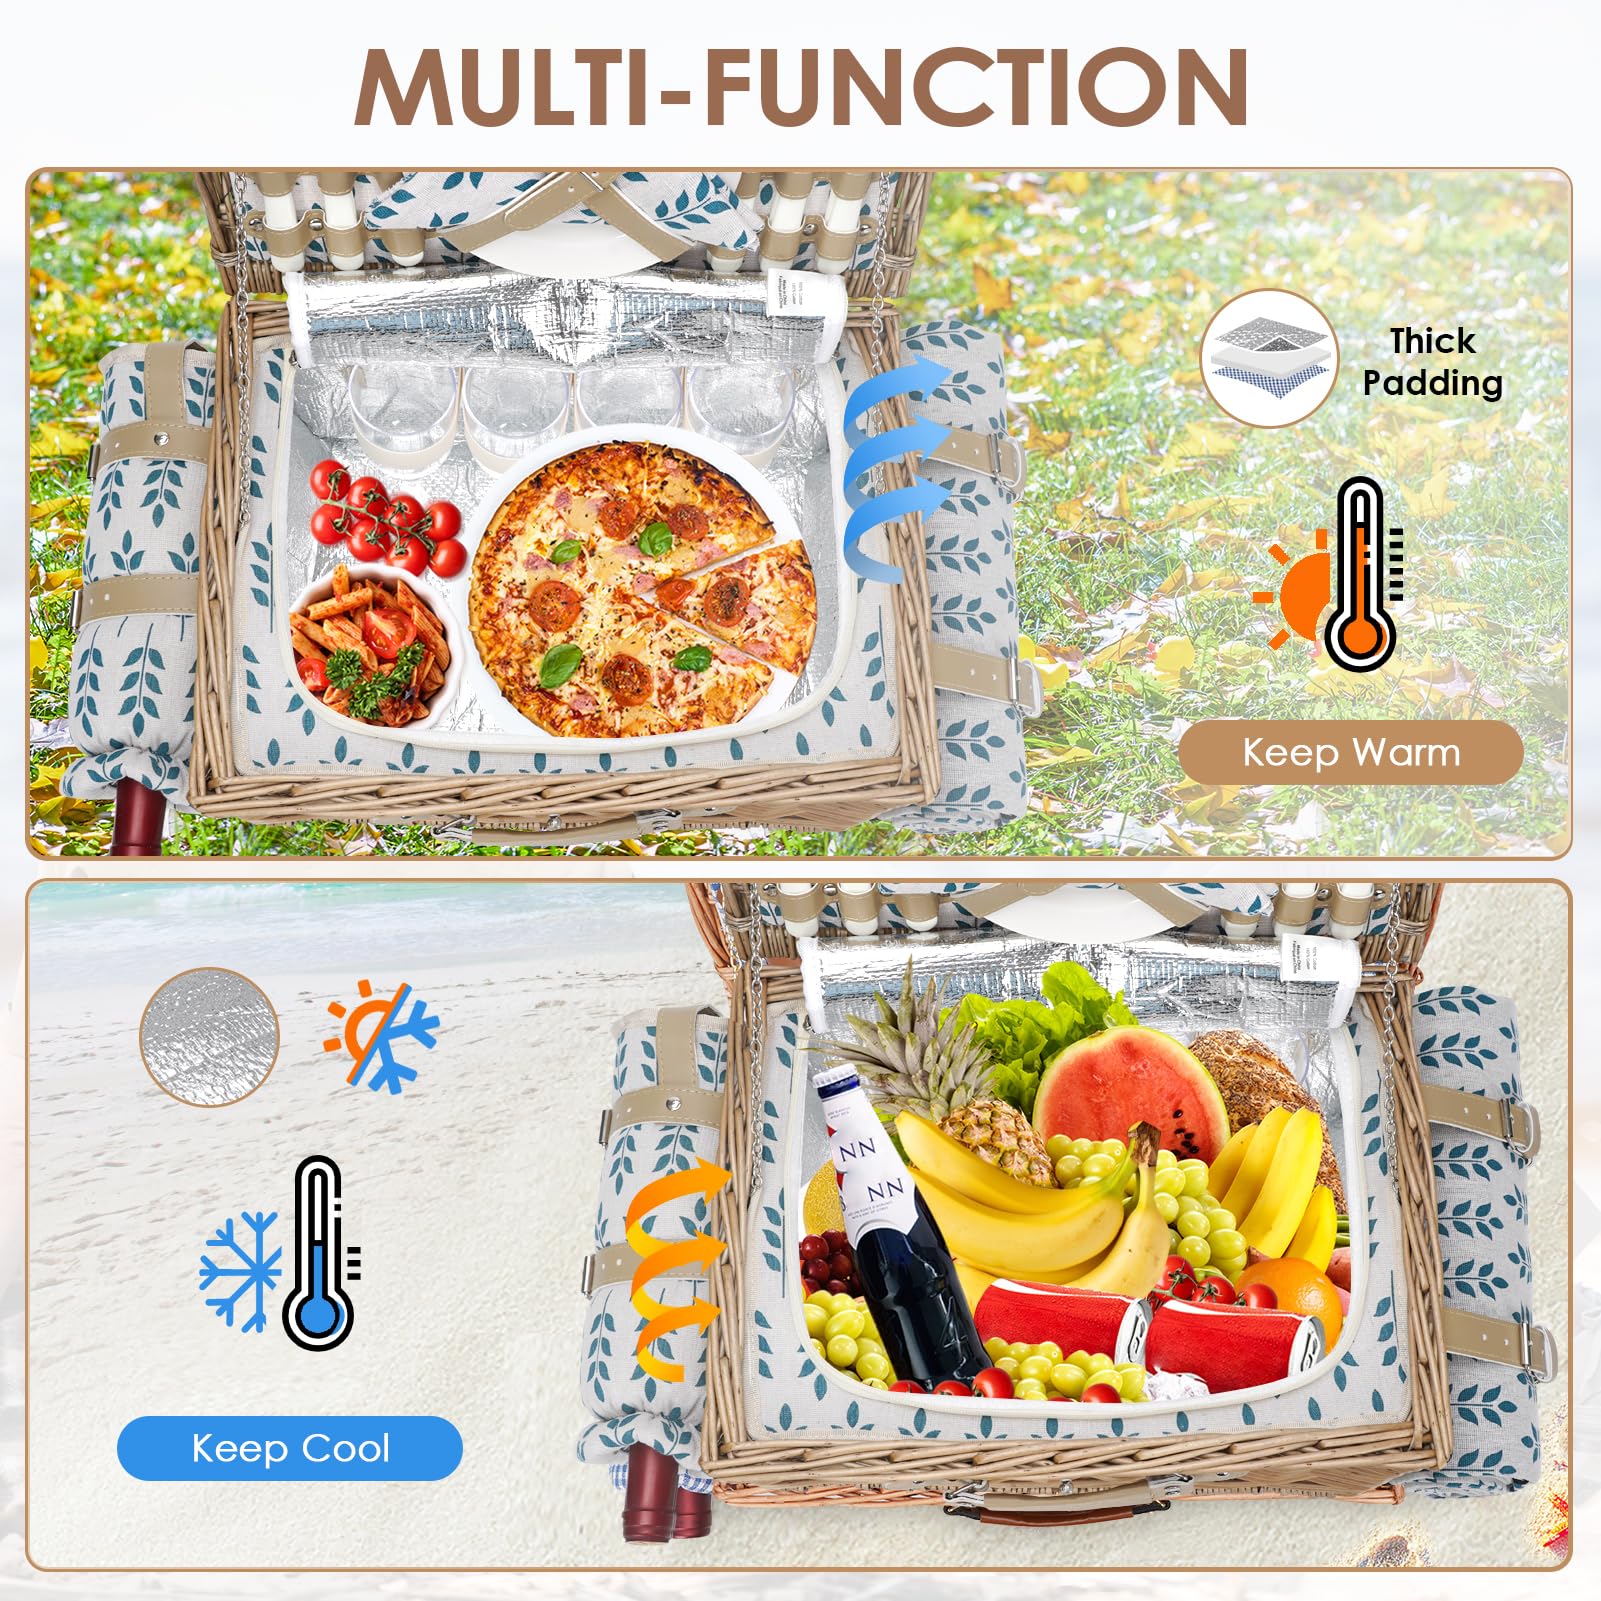 MULTI-FUNCTION
Thick
Padding
Keep Warm
NN
NN
Keep Cool